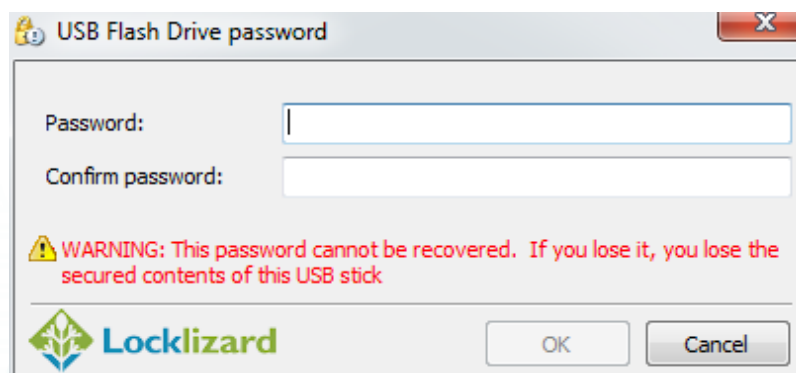 USB Flash Drive password
Password:
Confirm password:
WARNING: This password cannot be recovered. If you lose it, you lose the
secured contents of this USB stick
Locklizard
OK
Cancel